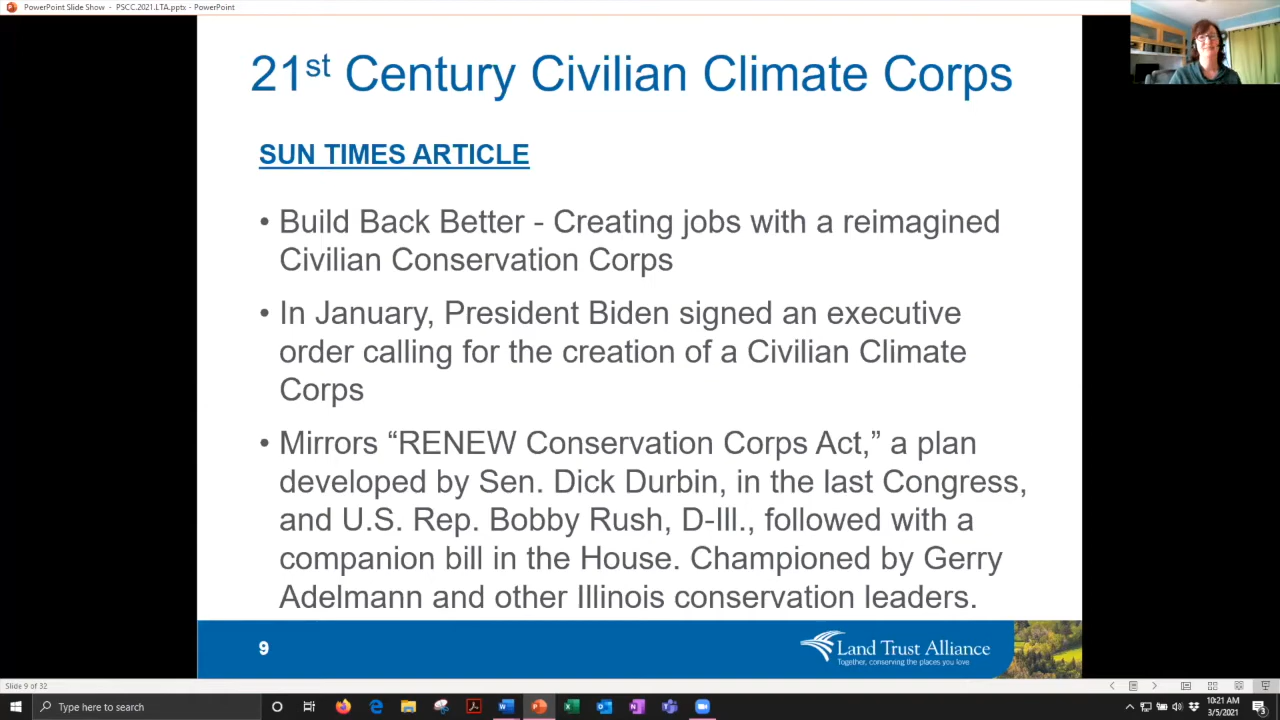 PowerPoint Slide Show - PSCC.2021.LTA.pptx - PowerPoint
21st Century Civilian Climate Corps
SUN TIMES ARTICLE
• Build Back Better - Creating jobs with a reimagined
Civilian Conservation Corps
• In January, President Biden signed an executive
order calling for the creation of a Civilian Climate
Corps
• Mirrors “RENEW Conservation Corps Act,” a plan
developed by Sen. Dick Durbin, in the last Congress,
and U.S. Rep. Bobby Rush, D-Ill., followed with a
companion bill in the House. Championed by Gerry
Adelmann and other Illinois conservation leaders.
9
Land Trust Alliance
Together, conserving the places you love
Slide 9 of 32
Type here to search
10:21 AM
3/5/2021
3